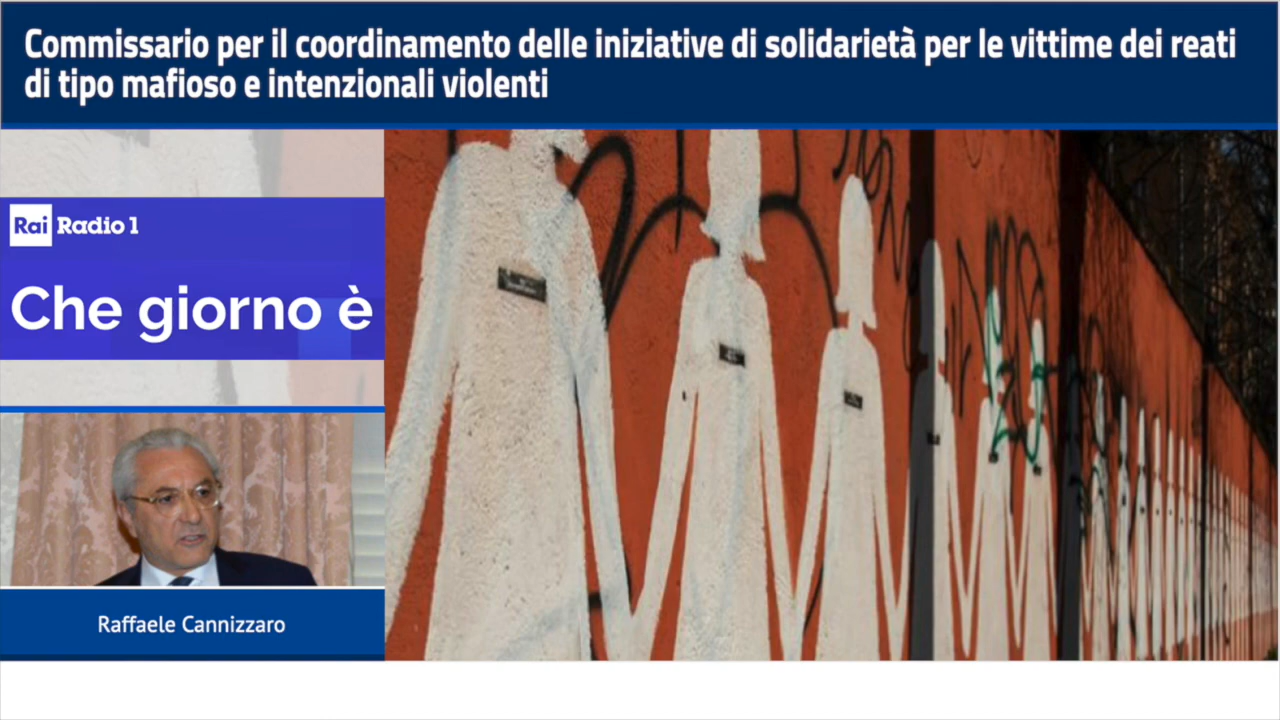 Commissario per il coordinamento delle iniziative di solidarietà per le vittime dei reati
di tipo mafioso e intenzionali violenti
Rai Radio 1
Che giorno è
Raffaele Cannizzaro